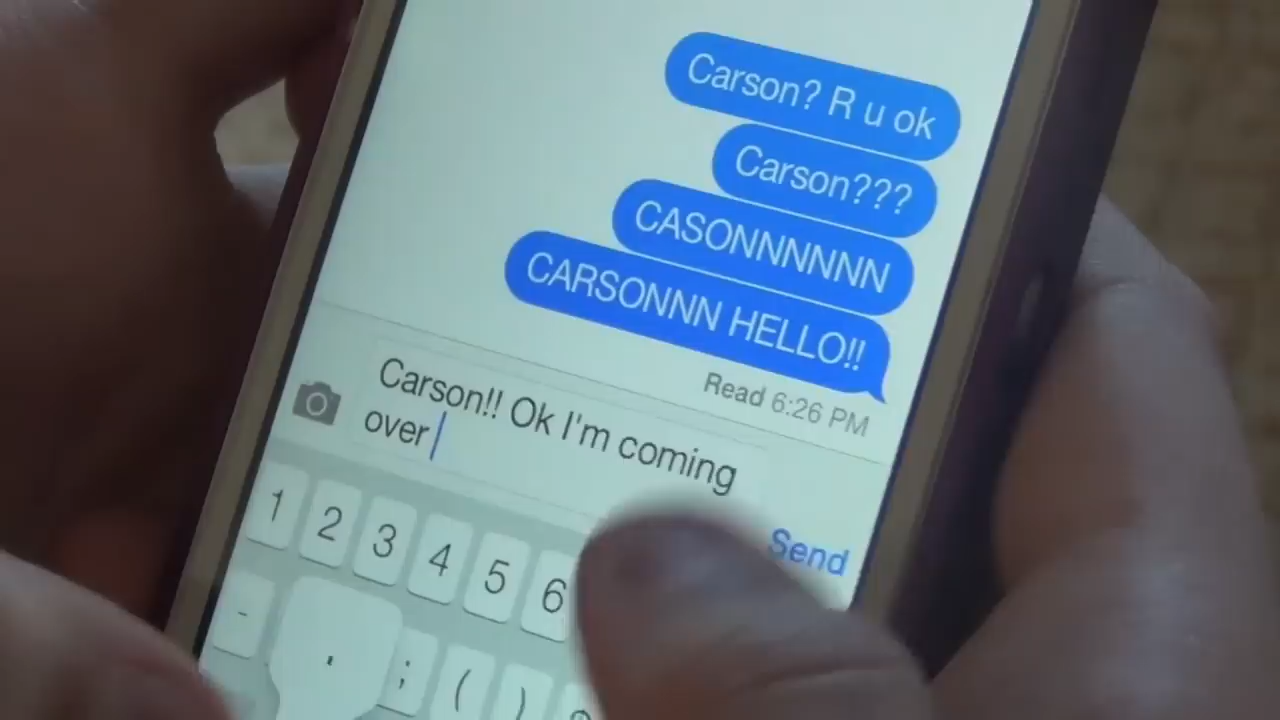 Carson? R u ok
Carson???
CASONNNNNN
CARSONNN HELLO!!
Read 6:26 PM
Carson!! Ok I'm coming
over
Send
1 2 3 4 5 6
- . ; ( )